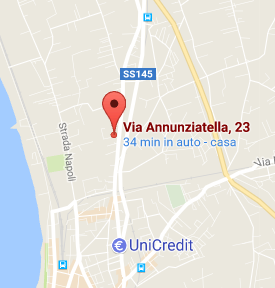 SS145
Via Annunziatella, 23
34 min in auto - casa
Strada Napoli
Via
UniCredit